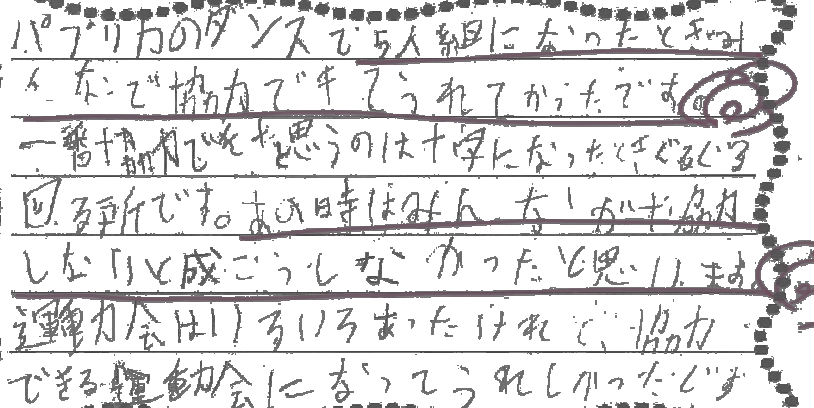 パプリカのダンスで5人組になったときみ
んなで協力できてうれしかったです。
一番協力できたと思うのは十字になったときぐるぐる
回る所です。あの時はみんなが協力
しないと成こうしなかったと思います。
運動会はいろいろあったけれど、協力
できる運動会になってうれしかったです